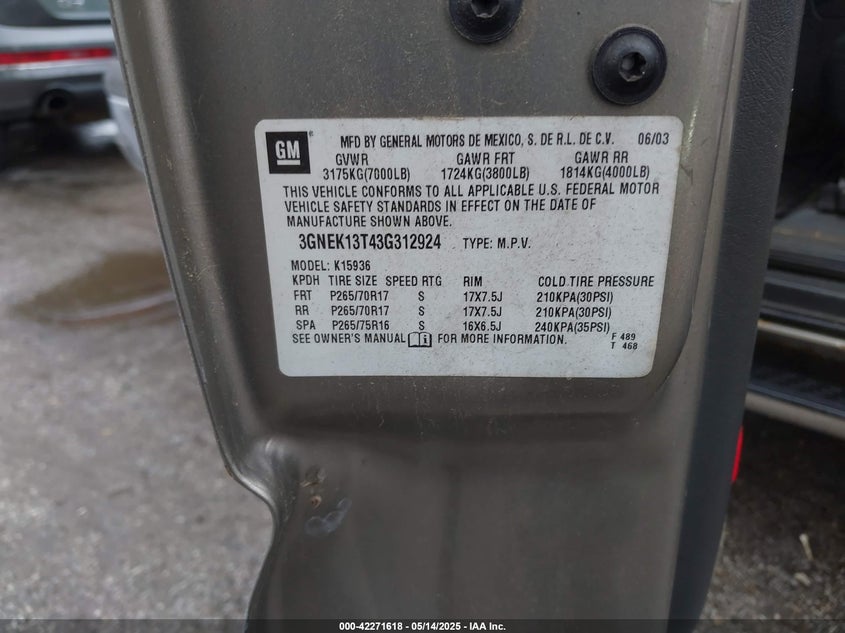 GM
MFD BY GENERAL MOTORS DE MEXICO, S. DE R.L. DE C.V. 06/03
GVWR GAWR FRT GAWR RR
3175KG(7000LB) 1724KG(3800LB) 1814KG(4000LB)
THIS VEHICLE CONFORMS TO ALL APPLICABLE U.S. FEDERAL MOTOR
VEHICLE SAFETY STANDARDS IN EFFECT ON THE DATE OF
MANUFACTURE SHOWN ABOVE.
3GNEK13T43G312924 TYPE: M.P.V.
MODEL: K15936
KPDH TIRE SIZE SPEED RTG RIM COLD TIRE PRESSURE
FRT P265/70R17 S 17X7.5J 210KPA(30PSI)
RR P265/70R17 S 17X7.5J 210KPA(30PSI)
SPA P265/75R16 S 16X6.5J 240KPA(35PSI)
SEE OWNER'S MANUAL i FOR MORE INFORMATION. F 489
T 468
000-42271618 - 05/14/2025 - IAA Inc.